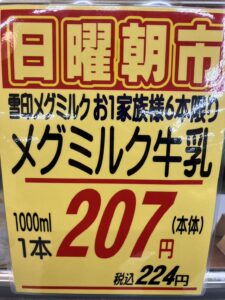 日曜朝市
雪印メグミルク お1家族様6本限り
メグミルク牛乳
1000ml
1本
207円
(本体)
税込224円